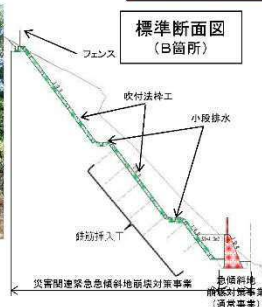 標準断面図
（B箇所）
フェンス
吹付法枠工
小段排水
鉄筋挿入工
災害関連緊急急傾斜地崩壊対策事業
急傾斜地
崩壊対策事業
（通常事業）